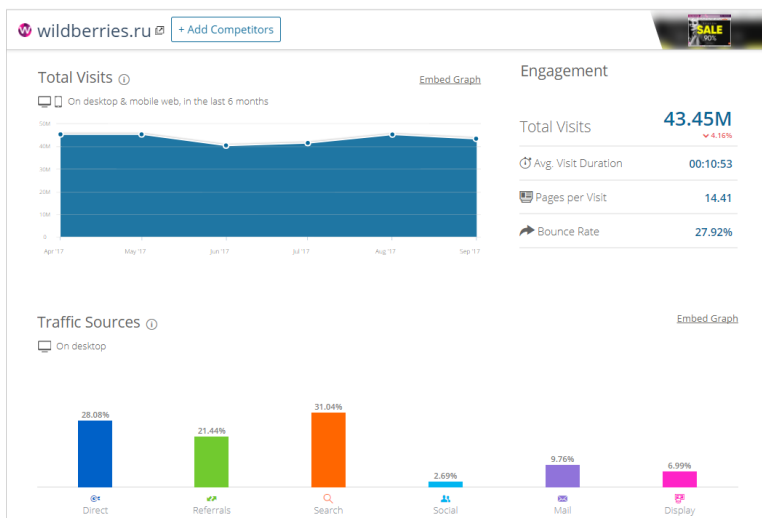 wildberries.ru + Add Competitors
SALE
90%
Total Visits
Embed Graph
On desktop & mobile web, in the last 6 months
50M
40M
30M
20M
10M
0
Apr '17 May '17 Jun '17 Jul '17 Aug '17 Sep '17
Engagement
Total Visits 43.45M
4.16%
Avg. Visit Duration 00:10:53
Pages per Visit 14.41
Bounce Rate 27.92%
Traffic Sources
Embed Graph
On desktop
28.08% 21.44% 31.04% 2.69% 9.76% 6.99%
Direct Referrals Search Social Mail Display